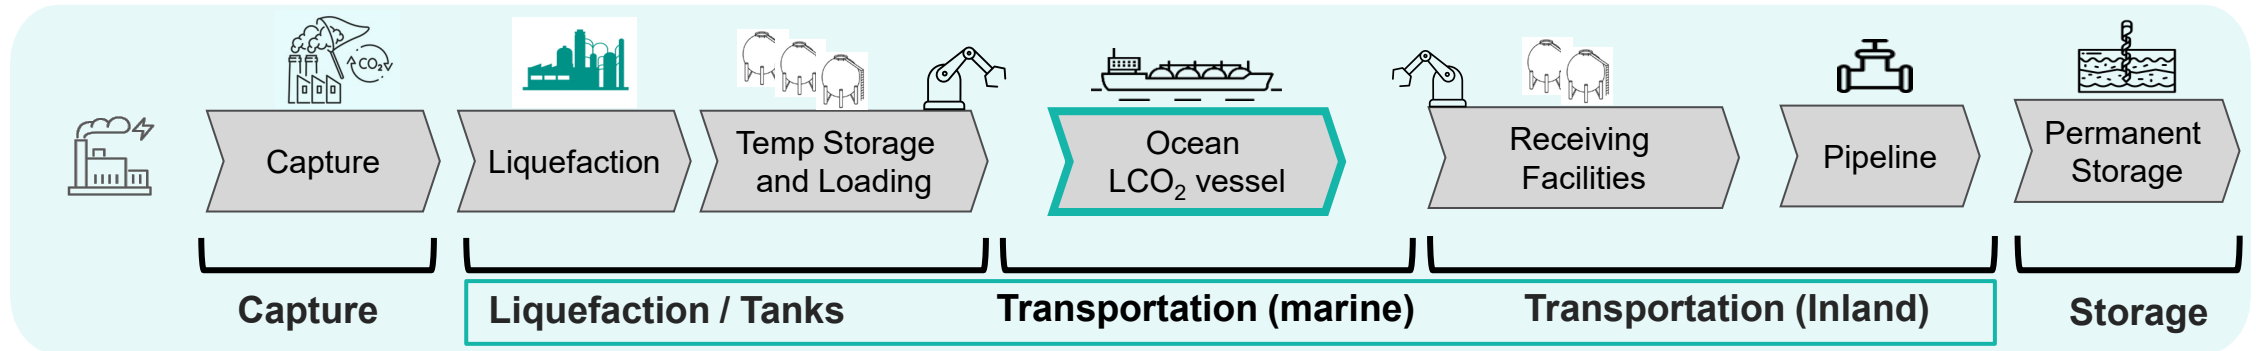 CO₂
Capture
Liquefaction
Temp Storage
and Loading
Ocean
LCO₂ vessel
Receiving
Facilities
Pipeline
Permanent
Storage
Capture
Liquefaction / Tanks
Transportation (marine)
Transportation (Inland)
Storage